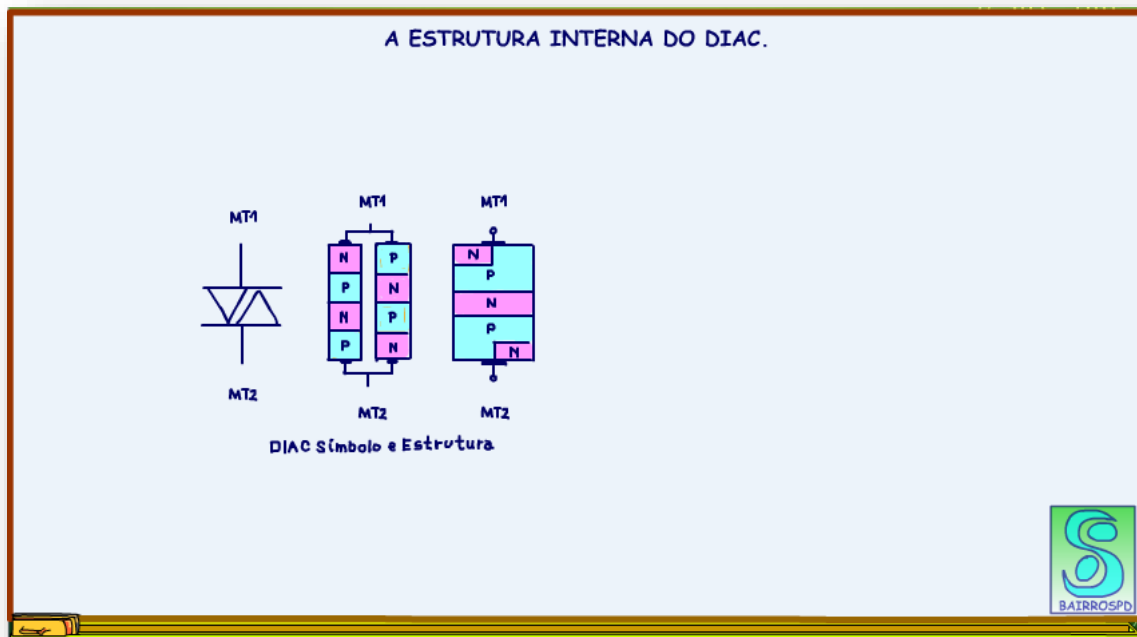 A ESTRUTURA INTERNA DO DIAC.
MT1
MT1
MT1
N
P
N
P
P
N
P
N
N
P
N
P
N
MT2
MT2
MT2
DIAC Símbolo e Estrutura
BAIRROSPD